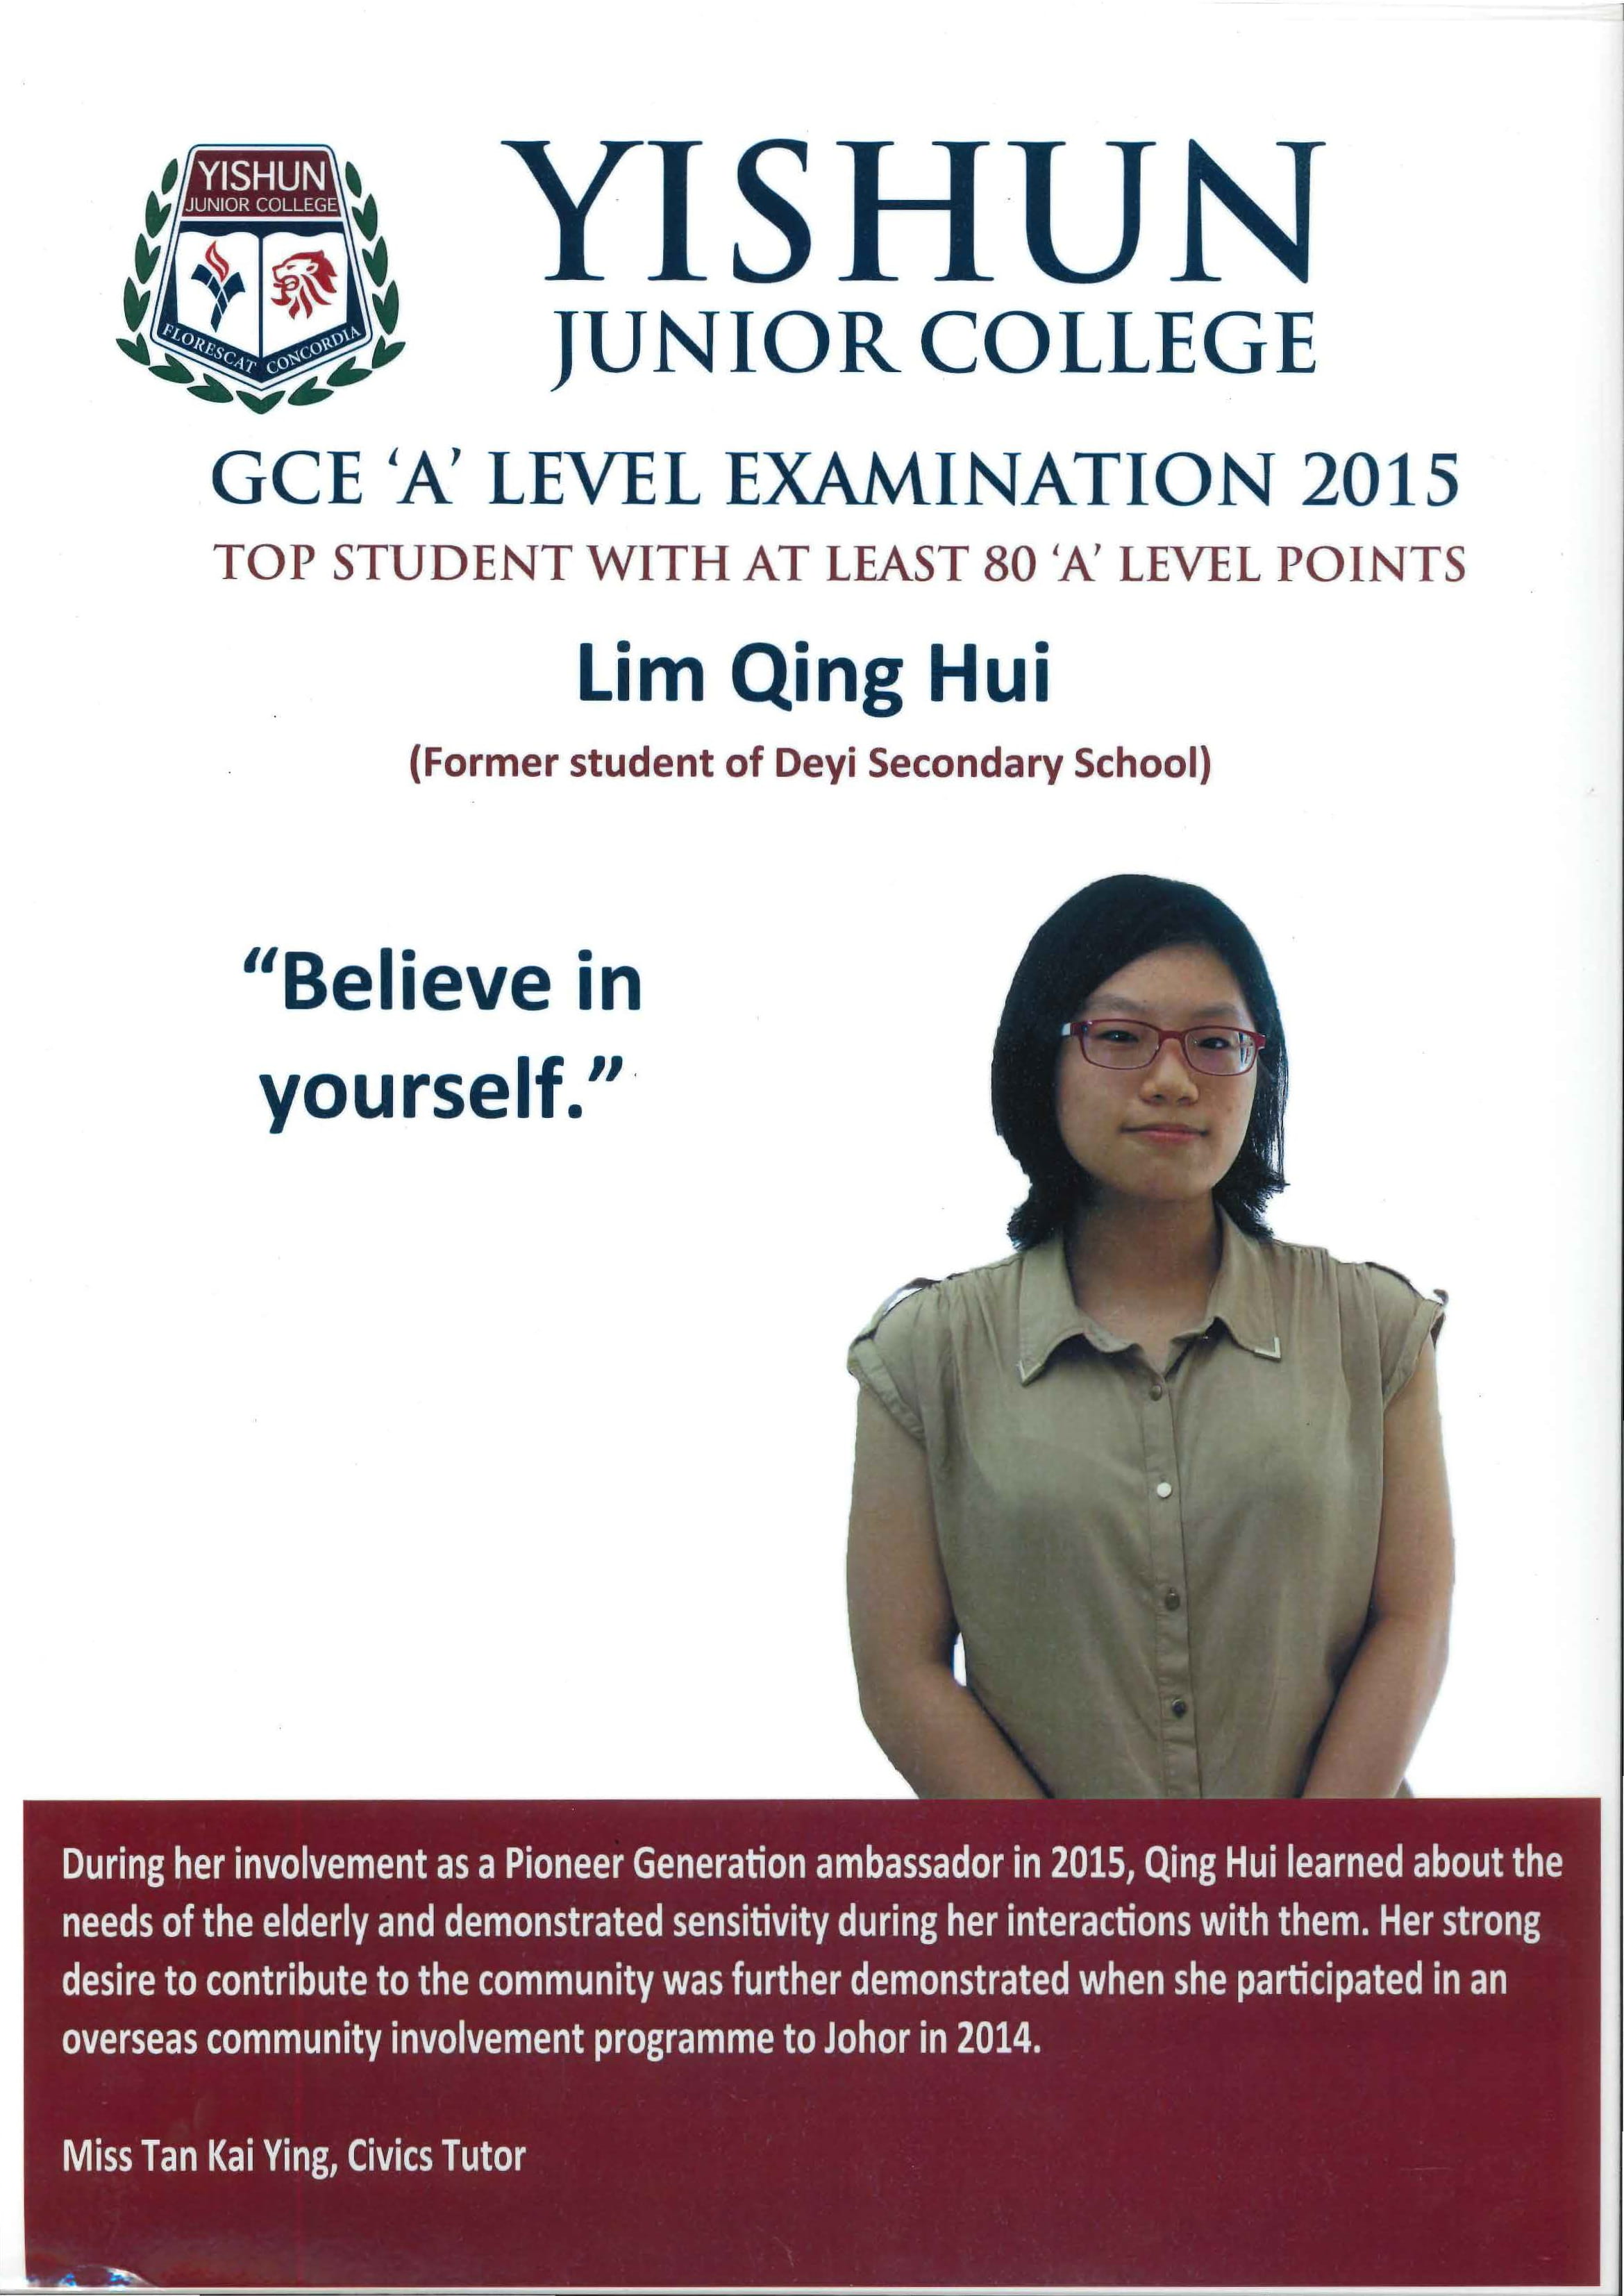 YISHUN
JUNIOR COLLEGE
FLORESCAT CONCORDIA
YISHUN
JUNIOR COLLEGE
GCE ‘A’ LEVEL EXAMINATION 2015
TOP STUDENT WITH AT LEAST 80 ‘A’ LEVEL POINTS
Lim Qing Hui
(Former student of Deyi Secondary School)
“Believe in
yourself.”
During her involvement as a Pioneer Generation ambassador in 2015, Qing Hui learned about the
needs of the elderly and demonstrated sensitivity during her interactions with them. Her strong
desire to contribute to the community was further demonstrated when she participated in an
overseas community involvement programme to Johor in 2014.
Miss Tan Kai Ying, Civics Tutor